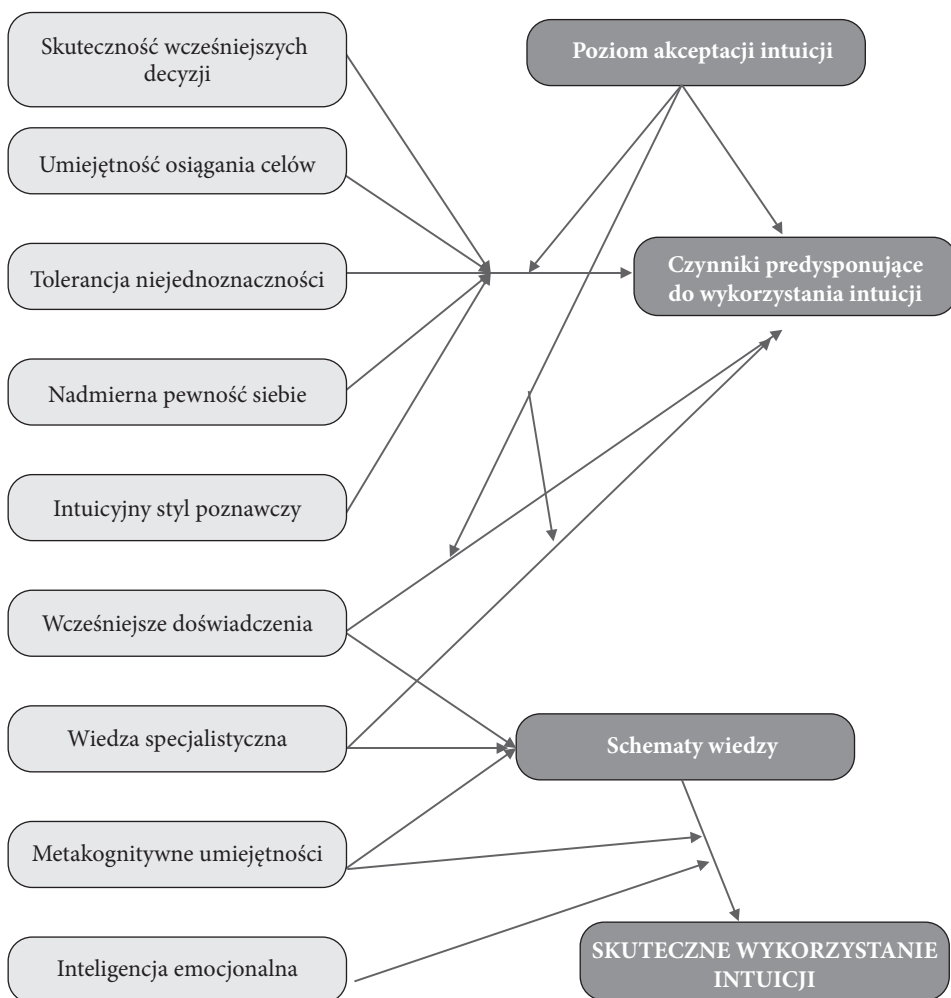 Skuteczność wcześniejszych
decyzji
Umiejętność osiągania celów
Tolerancja niejednoznaczności
Nadmierna pewność siebie
Intuicyjny styl poznawczy
Wcześniejsze doświadczenia
Wiedza specjalistyczna
Metakognitywne umiejętności
Inteligencja emocjonalna
Poziom akceptacji intuicji
Czynniki predysponujące
do wykorzystania intuicji
Schematy wiedzy
SKUTECZNE WYKORZYSTANIE
INTUICJI